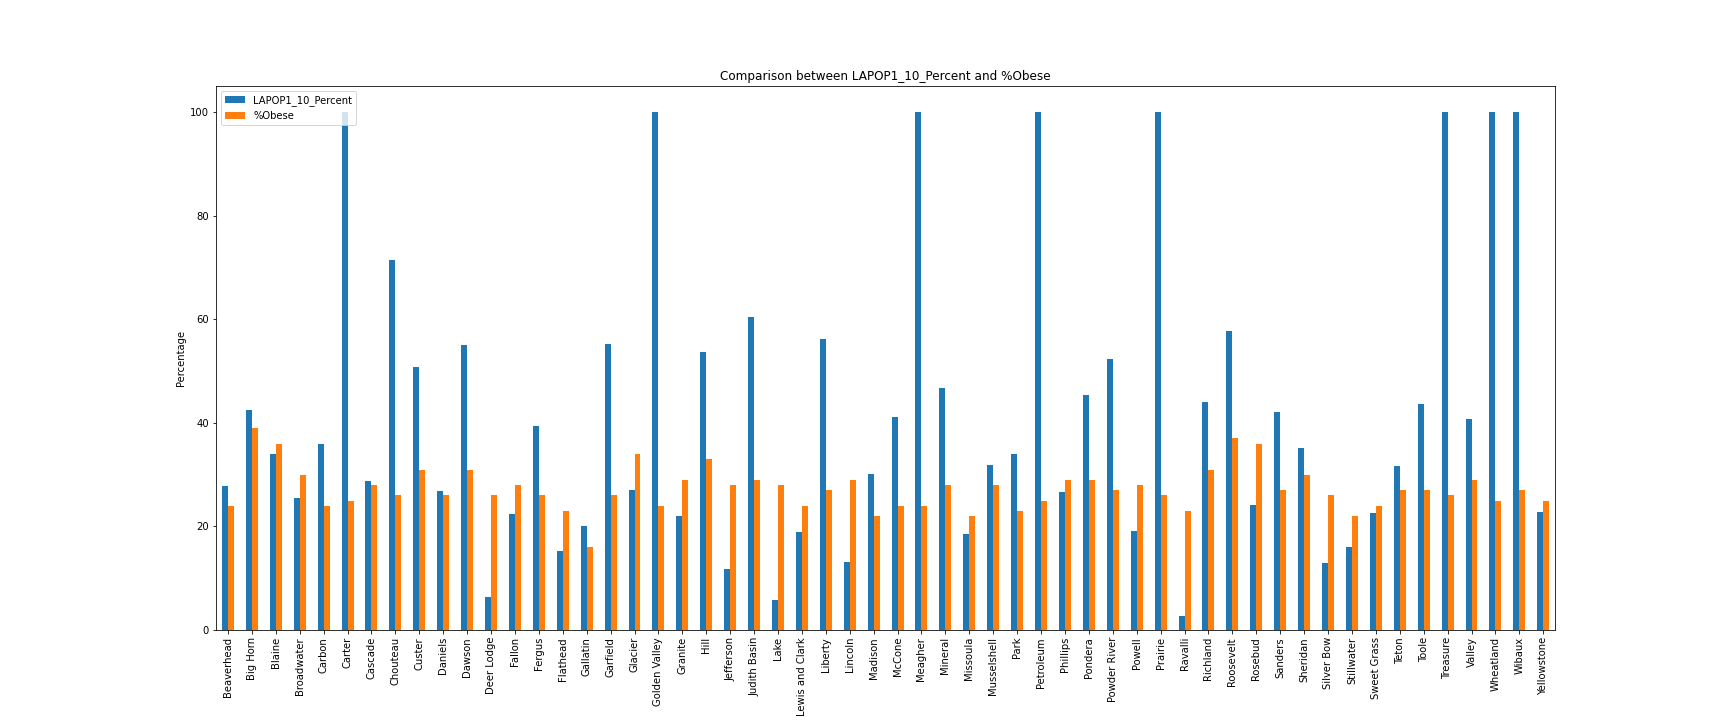 Comparison between LAPOP1_10_Percent and %Obese
LAPOP1_10_Percent
%Obese
Percentage
100
80
60
40
20
0
Beaverhead
Big Horn
Blaine
Broadwater
Carbon
Carter
Cascade
Chouteau
Custer
Daniels
Dawson
Deer Lodge
Fallon
Fergus
Flathead
Gallatin
Garfield
Glacier
Golden Valley
Granite
Hill
Jefferson
Judith Basin
Lake
Lewis and Clark
Liberty
Lincoln
Madison
McCone
Meagher
Mineral
Missoula
Musselshell
Park
Petroleum
Phillips
Pondera
Powder River
Powell
Prairie
Ravalli
Richland
Roosevelt
Rosebud
Sanders
Sheridan
Silver Bow
Stillwater
Sweet Grass
Teton
Toole
Treasure
Valley
Wheatland
Wibaux
Yellowstone